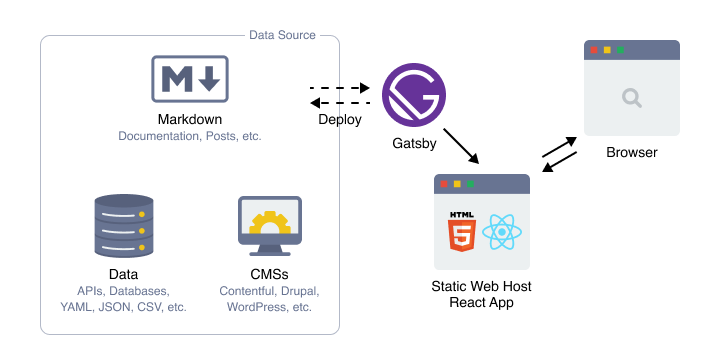 Data Source
Markdown
Documentation, Posts, etc.
Deploy
Gatsby
Browser
Data
APIs, Databases,
YAML, JSON, CSV, etc.
CMSs
Contentful, Drupal,
WordPress, etc.
HTML
5
Static Web Host
React App